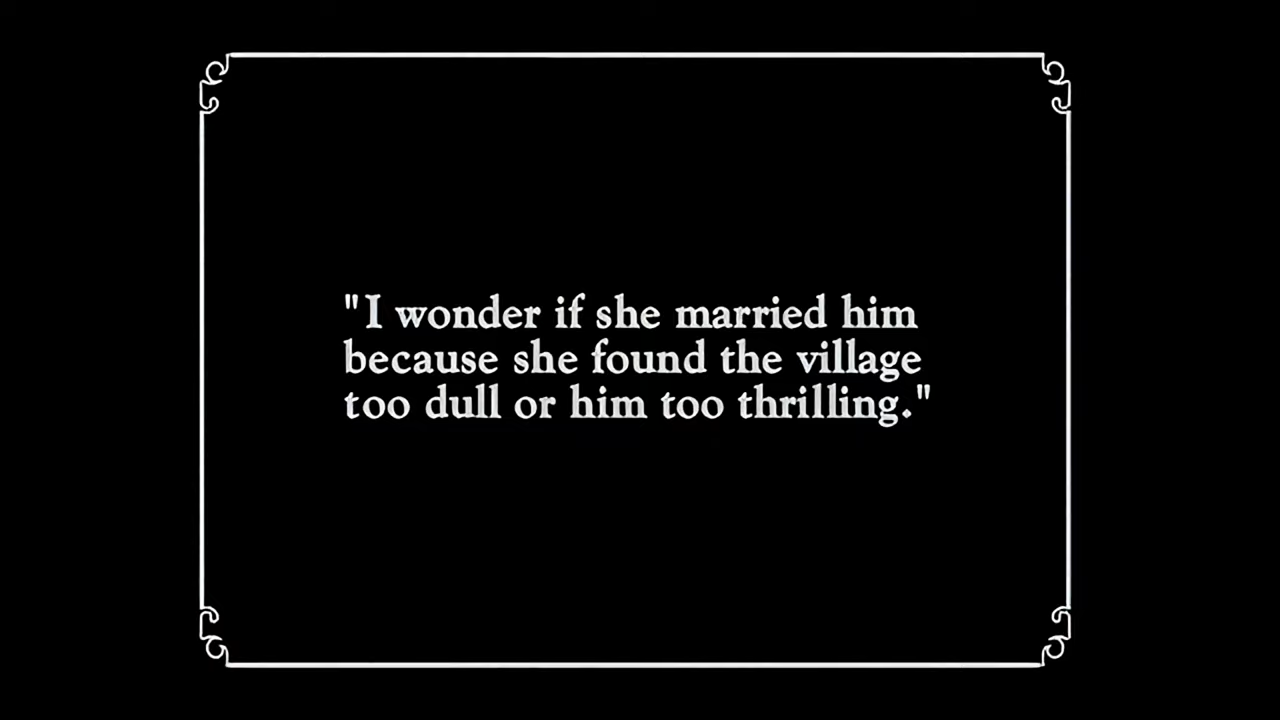 "I wonder if she married him
because she found the village
too dull or him too thrilling."